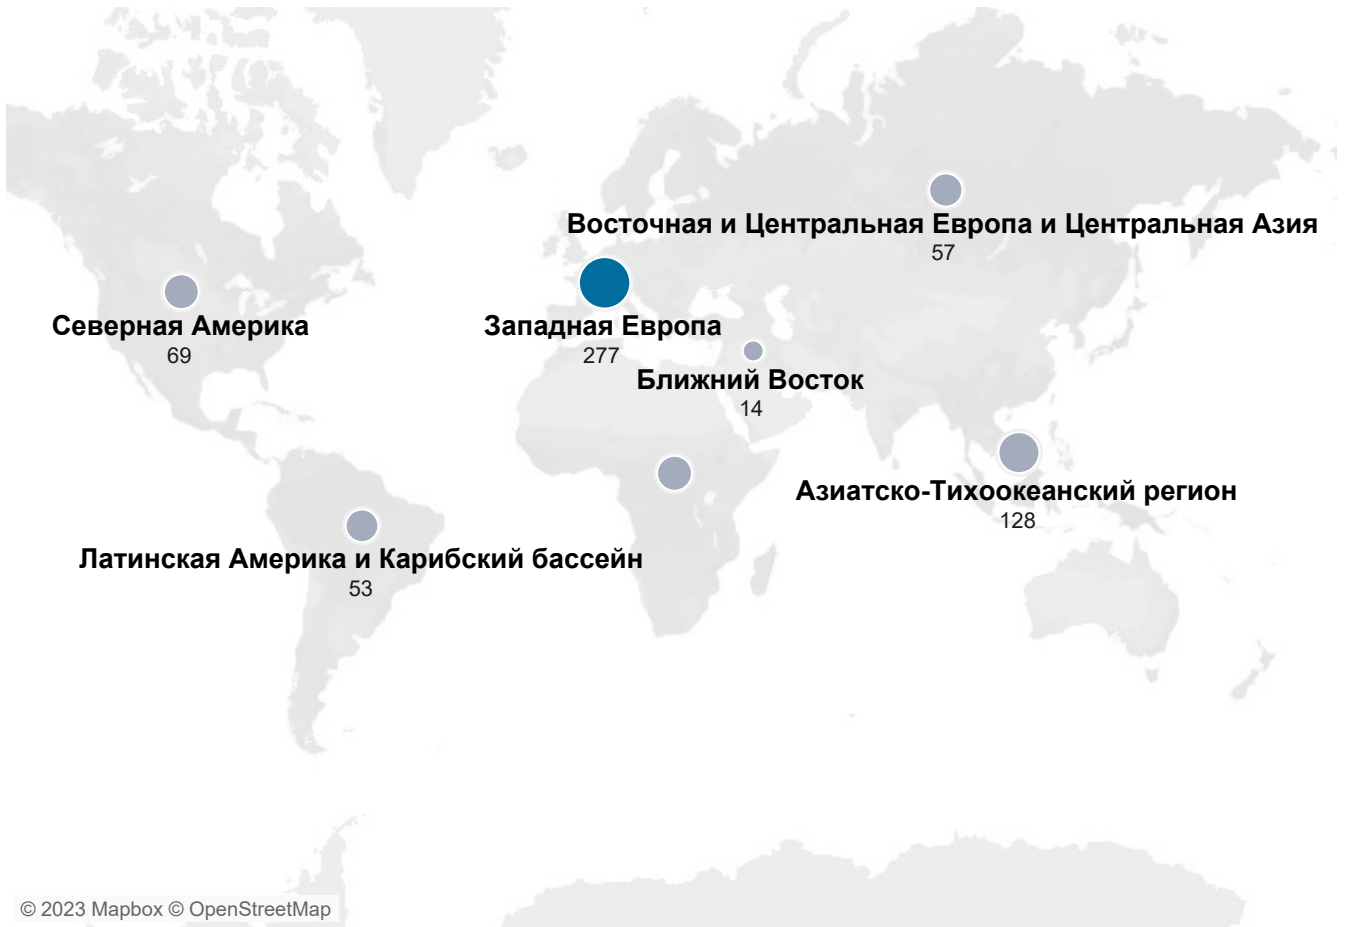 Восточная и Центральная Европа и Центральная Азия
57
Северная Америка
69
Западная Европа
277
Ближний Восток
14
Азиатско-Тихоокеанский регион
128
Латинская Америка и Карибский бассейн
53
© 2023 Mapbox © OpenStreetMap